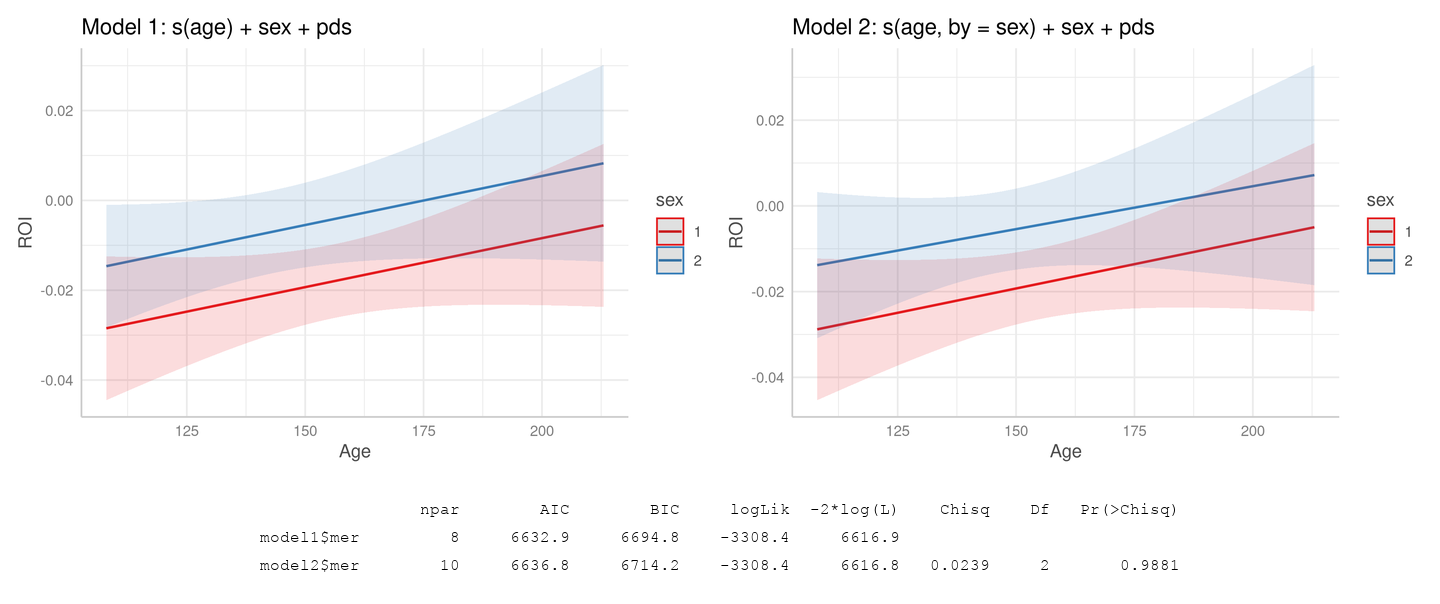 Model 1: s(age) + sex + pds
ROI
0.02
0.00
-0.02
-0.04
125 150 175 200
Age
sex
1
2
Model 2: s(age, by = sex) + sex + pds
ROI
0.02
0.00
-0.02
-0.04
125 150 175 200
Age
sex
1
2
npar AIC BIC logLik -2*log(L) Chisq Df Pr(>Chisq)
model1$mer 8 6632.9 6694.8 -3308.4 6616.9
model2$mer 10 6636.8 6714.2 -3308.4 6616.8 0.0239 2 0.9881